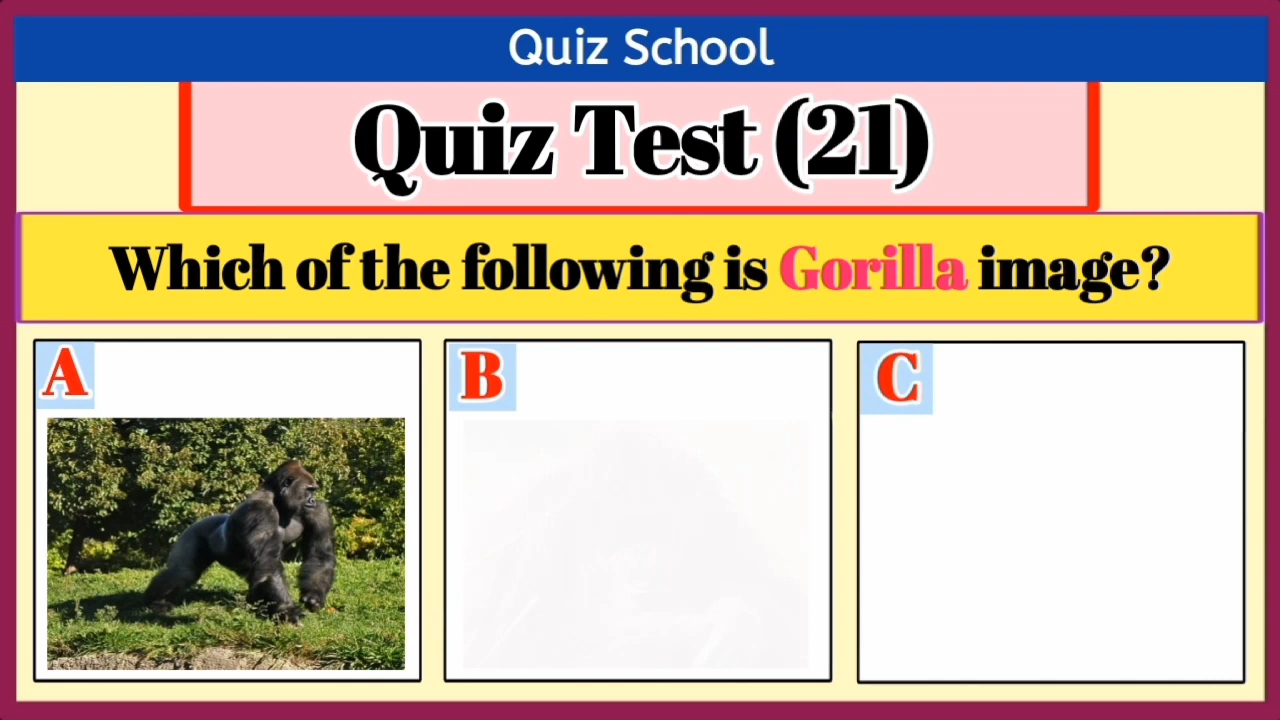 Quiz School
Quiz Test (21)
Which of the following is Gorilla image?
A
B
C